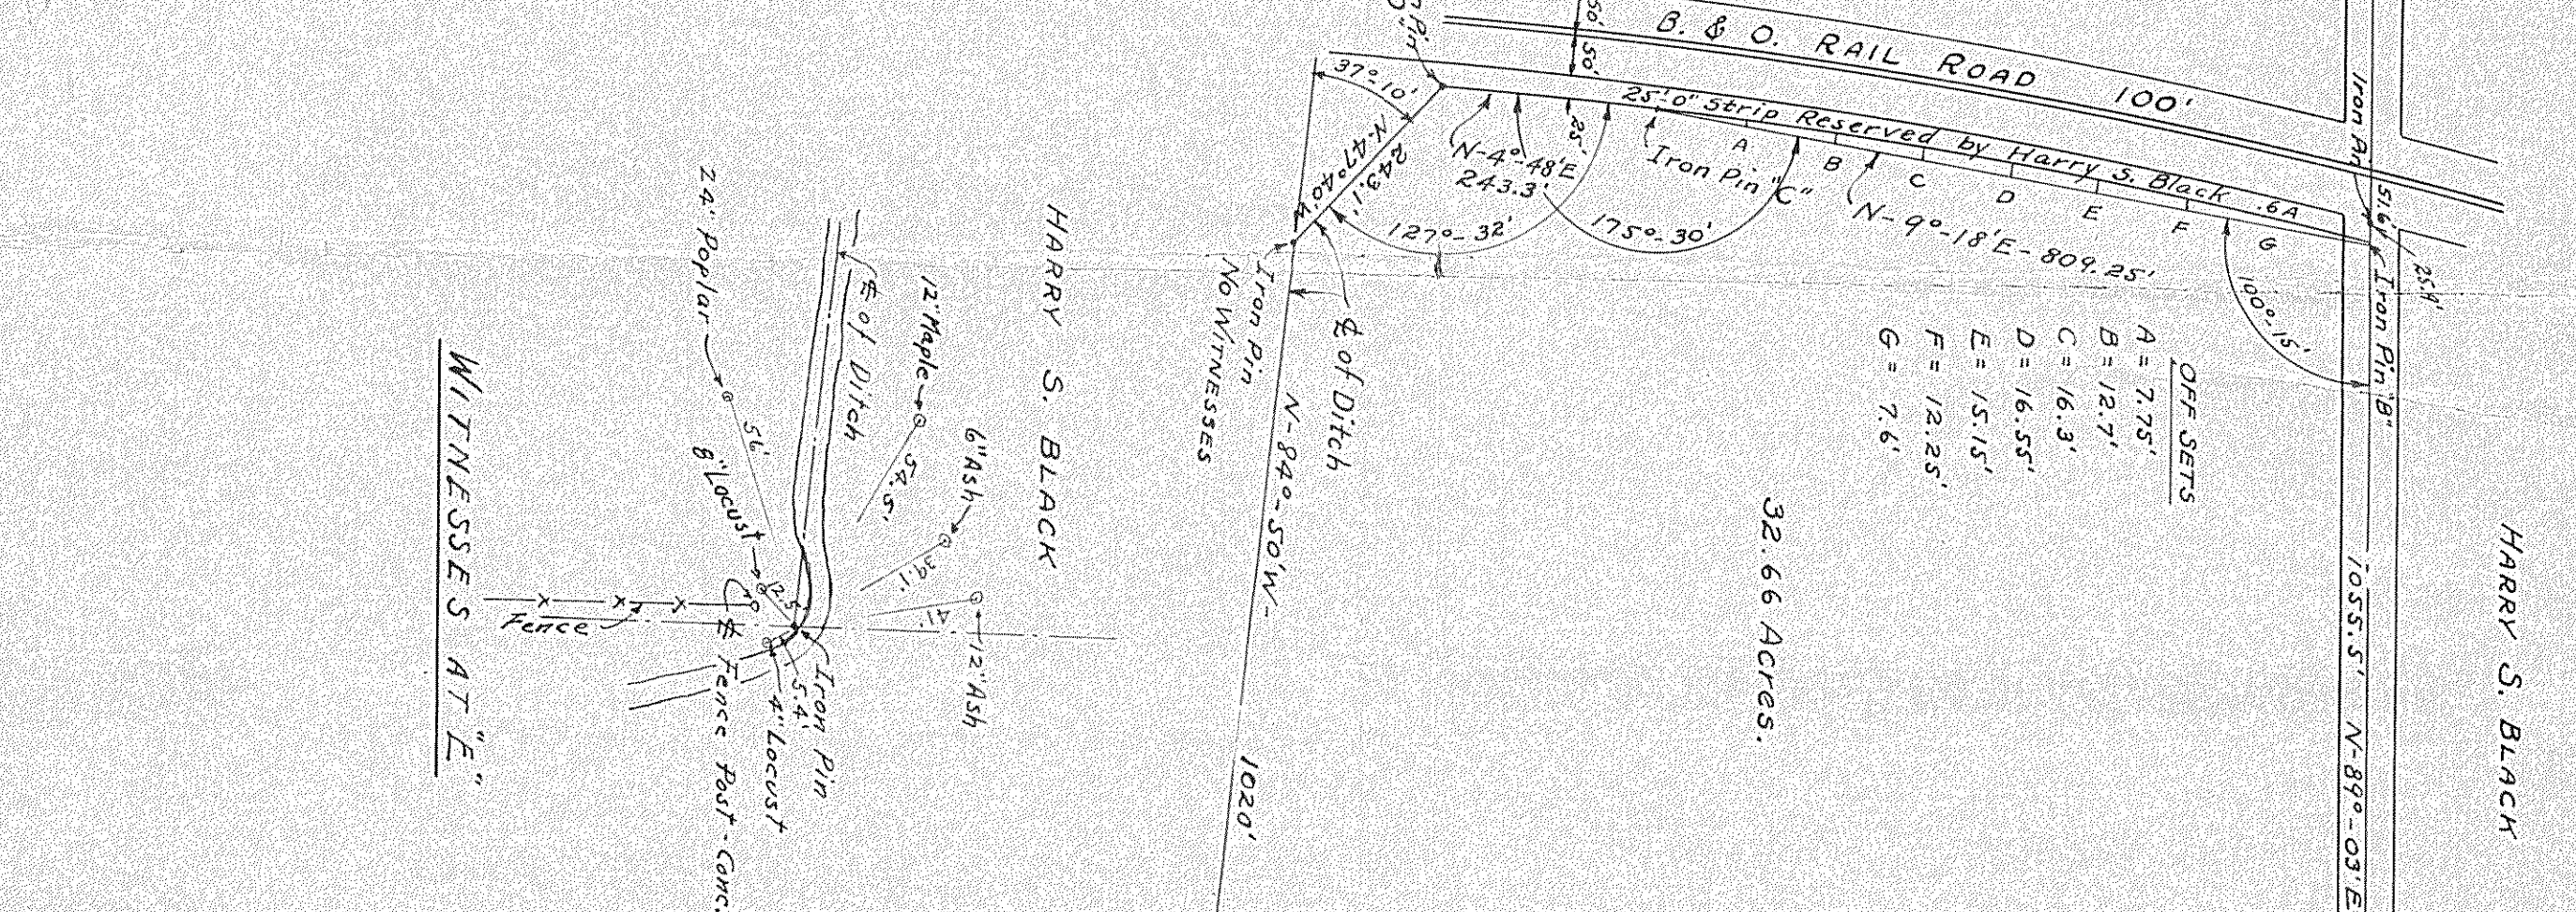 B. & O. RAIL ROAD 100'
50'
50'
Pin
37°-10'
N-47°-40'W
243.1'
25'
N-4°-48'E
243.3'
127°-32'
175°-30'
25'-0" Strip Reserved by Harry S. Black .6A
Iron Pin "C"
A
B
C
D
E
F
G
N-9°-18'E-809.25'
100°-15'
Iron Pin
51.6'
25.4'
Iron Pin "B"
OFF SETS
A = 7.75'
B = 12.7'
C = 16.3'
D = 16.55'
E = 15.15'
F = 12.25'
G = 7.6'
HARRY S. BLACK
1055.5' N-89°-03'E
32.66 Acres.
℄ of Ditch
N-84°-50'W-
1020'
Iron Pin
No WITNESSES
HARRY S. BLACK
24" Poplar
56'
℄ of Ditch
12" Maple
54.5'
6" Ash
39.1'
12" Ash
41'
8" Locust
12.5'
Iron Pin
5.4'
4" Locust
℄ Fence Post-Conc.
Fence
WITNESSES AT "E"